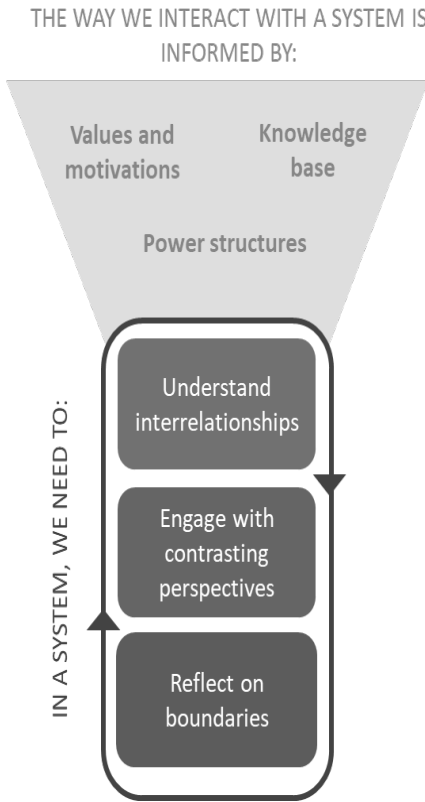 THE WAY WE INTERACT WITH A SYSTEM IS
INFORMED BY:
Values and
motivations
Knowledge
base
Power structures
IN A SYSTEM, WE NEED TO:
Understand
interrelationships
Engage with
contrasting
perspectives
Reflect on
boundaries